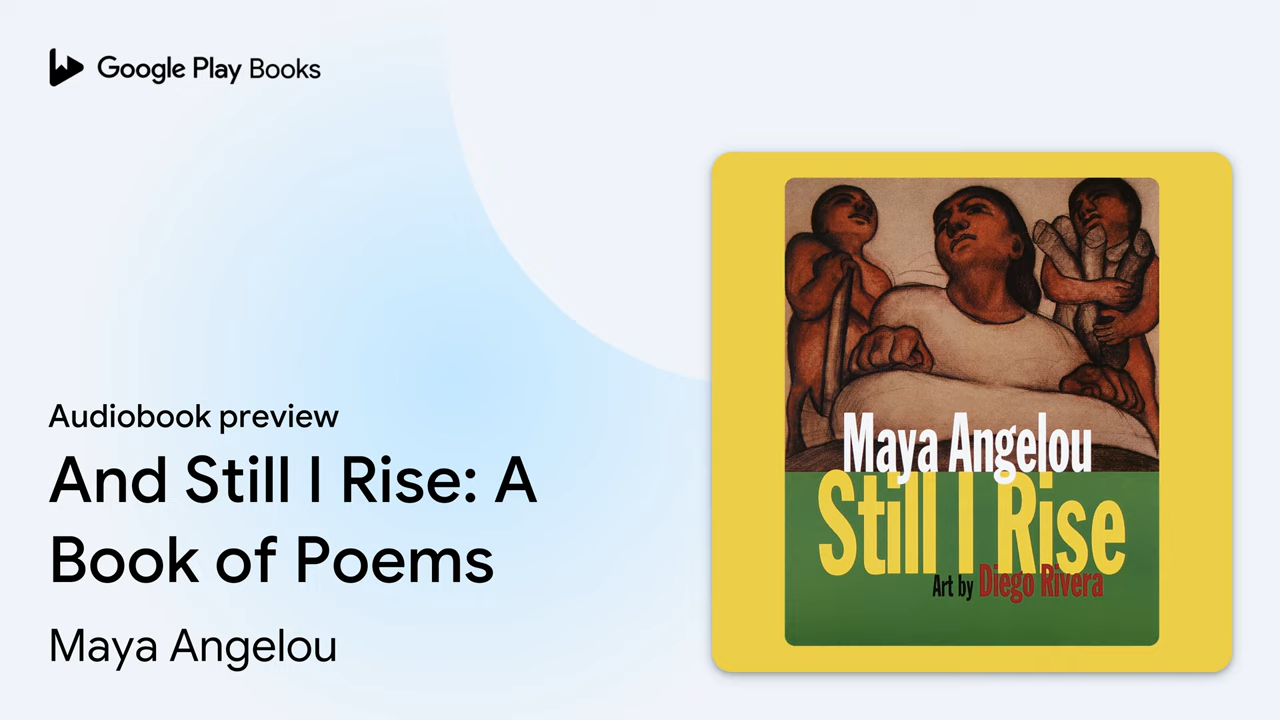 Google Play Books
Audiobook preview
And Still I Rise: A
Book of Poems
Maya Angelou
Maya Angelou
Still I Rise
Art by Diego Rivera